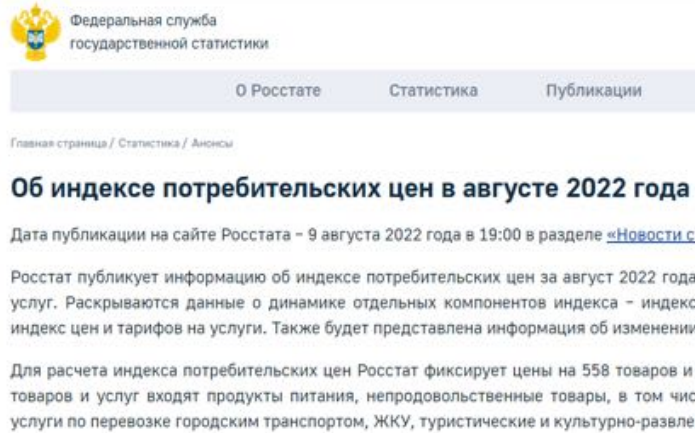 Федеральная служба
государственной статистики
О Росстате Статистика Публикации
Главная страница / Статистика / Анонсы
Об индексе потребительских цен в августе 2022 года
Дата публикации на сайте Росстата – 9 августа 2022 года в 19:00 в разделе «Новости с
Росстат публикует информацию об индексе потребительских цен за август 2022 года
услуг. Раскрываются данные о динамике отдельных компонентов индекса – индекс
индекс цен и тарифов на услуги. Также будет представлена информация об изменении
Для расчета индекса потребительских цен Росстат фиксирует цены на 558 товаров и
товаров и услуг входят продукты питания, непродовольственные товары, в том чис
услуги по перевозке городским транспортом, ЖКУ, туристические и культурно-развле